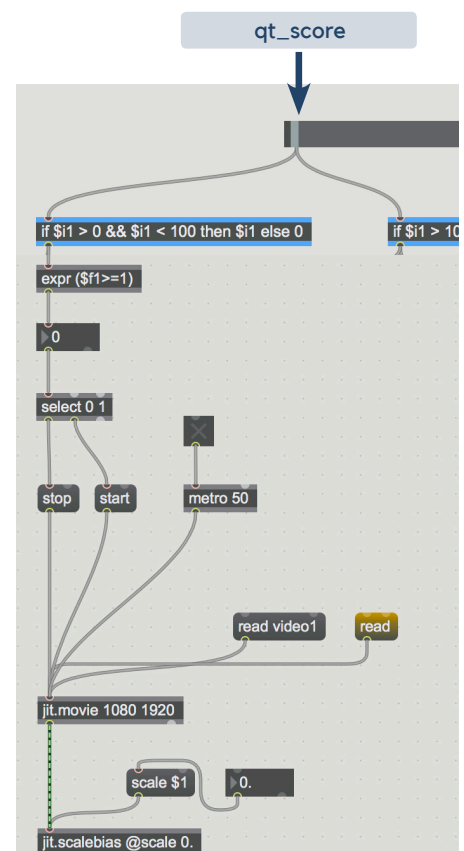 qt_score
if $i1 > 0 && $i1 < 100 then $i1 else 0
if $i1 > 10
expr ($f1>=1)
0
select 0 1
stop
start
metro 50
read video1
read
jit.movie 1080 1920
scale $1
0.
jit.scalebias @scale 0.